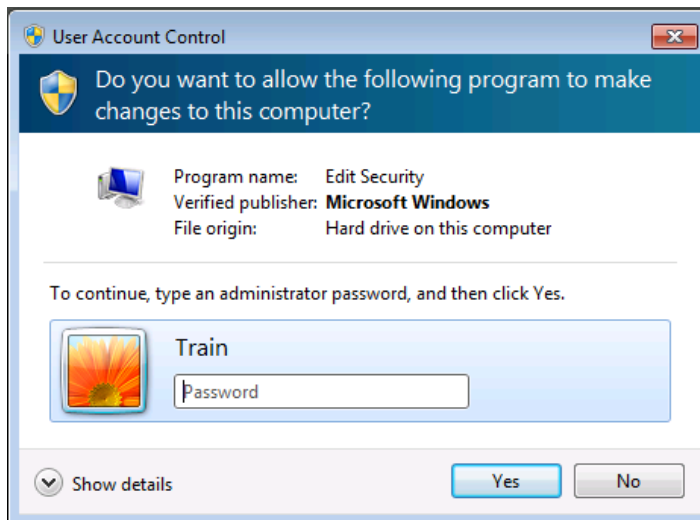 User Account Control
Do you want to allow the following program to make
changes to this computer?
Program name: Edit Security
Verified publisher: Microsoft Windows
File origin: Hard drive on this computer
To continue, type an administrator password, and then click Yes.
Train
Password
Show details
Yes
No